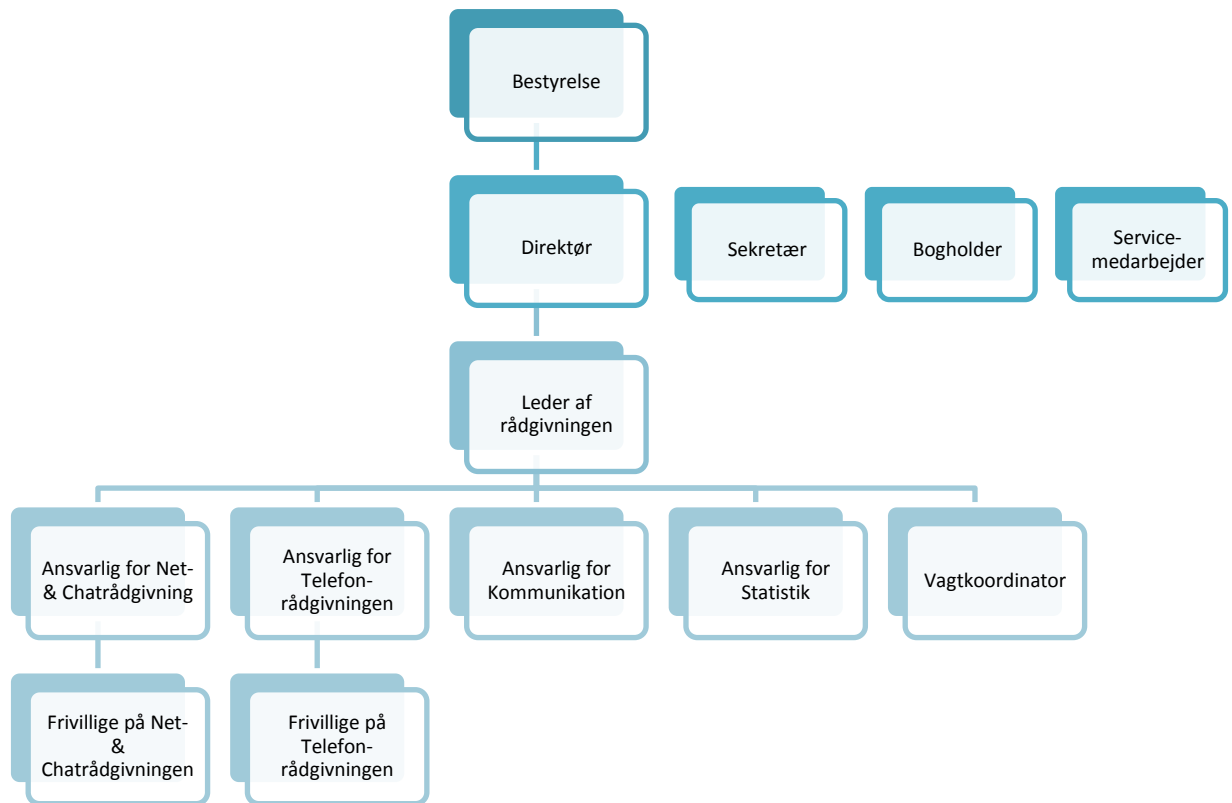 Bestyrelse
Direktør
Sekretær
Bogholder
Service-
medarbejder
Leder af
rådgivningen
Ansvarlig for Net-
& Chatrådgivning
Ansvarlig for
Telefon-
rådgivningen
Ansvarlig for
Kommunikation
Ansvarlig for
Statistik
Vagtkoordinator
Frivillige på Net-
&
Chatrådgivningen
Frivillige på
Telefon-
rådgivningen